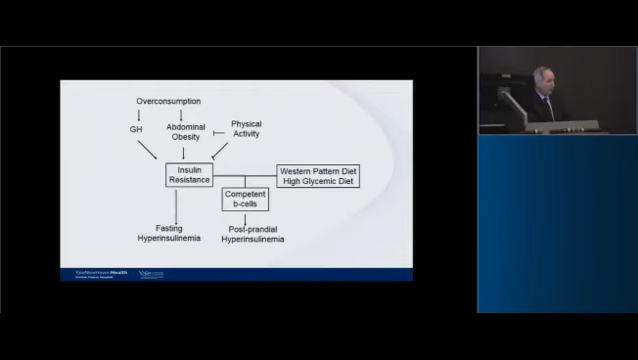 Overconsumption
GH
Abdominal
Obesity
Physical
Activity
Insulin
Resistance
Western Pattern Diet
High Glycemic Diet
Competent
b-cells
Fasting
Hyperinsulinemia
Post-prandial
Hyperinsulinemia
YaleNewHavenHealth